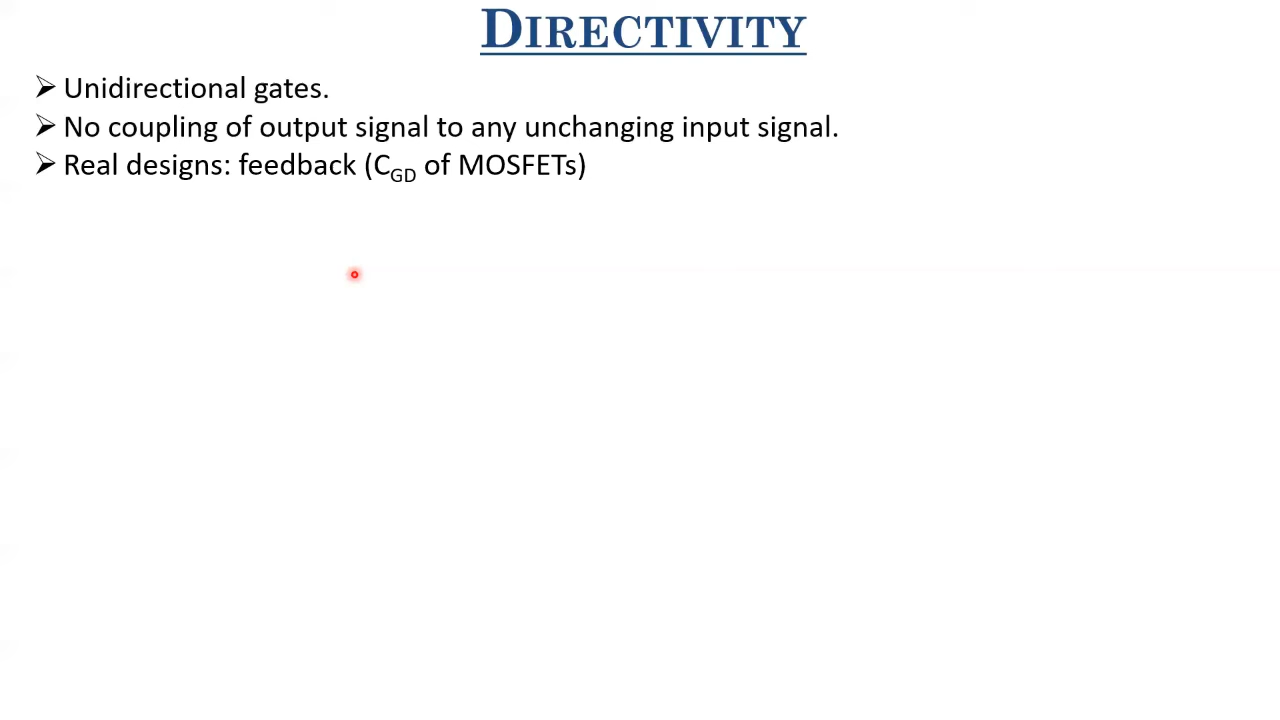 DIRECTIVITY
➢ Unidirectional gates.
➢ No coupling of output signal to any unchanging input signal.
➢ Real designs: feedback (CGD of MOSFETs)